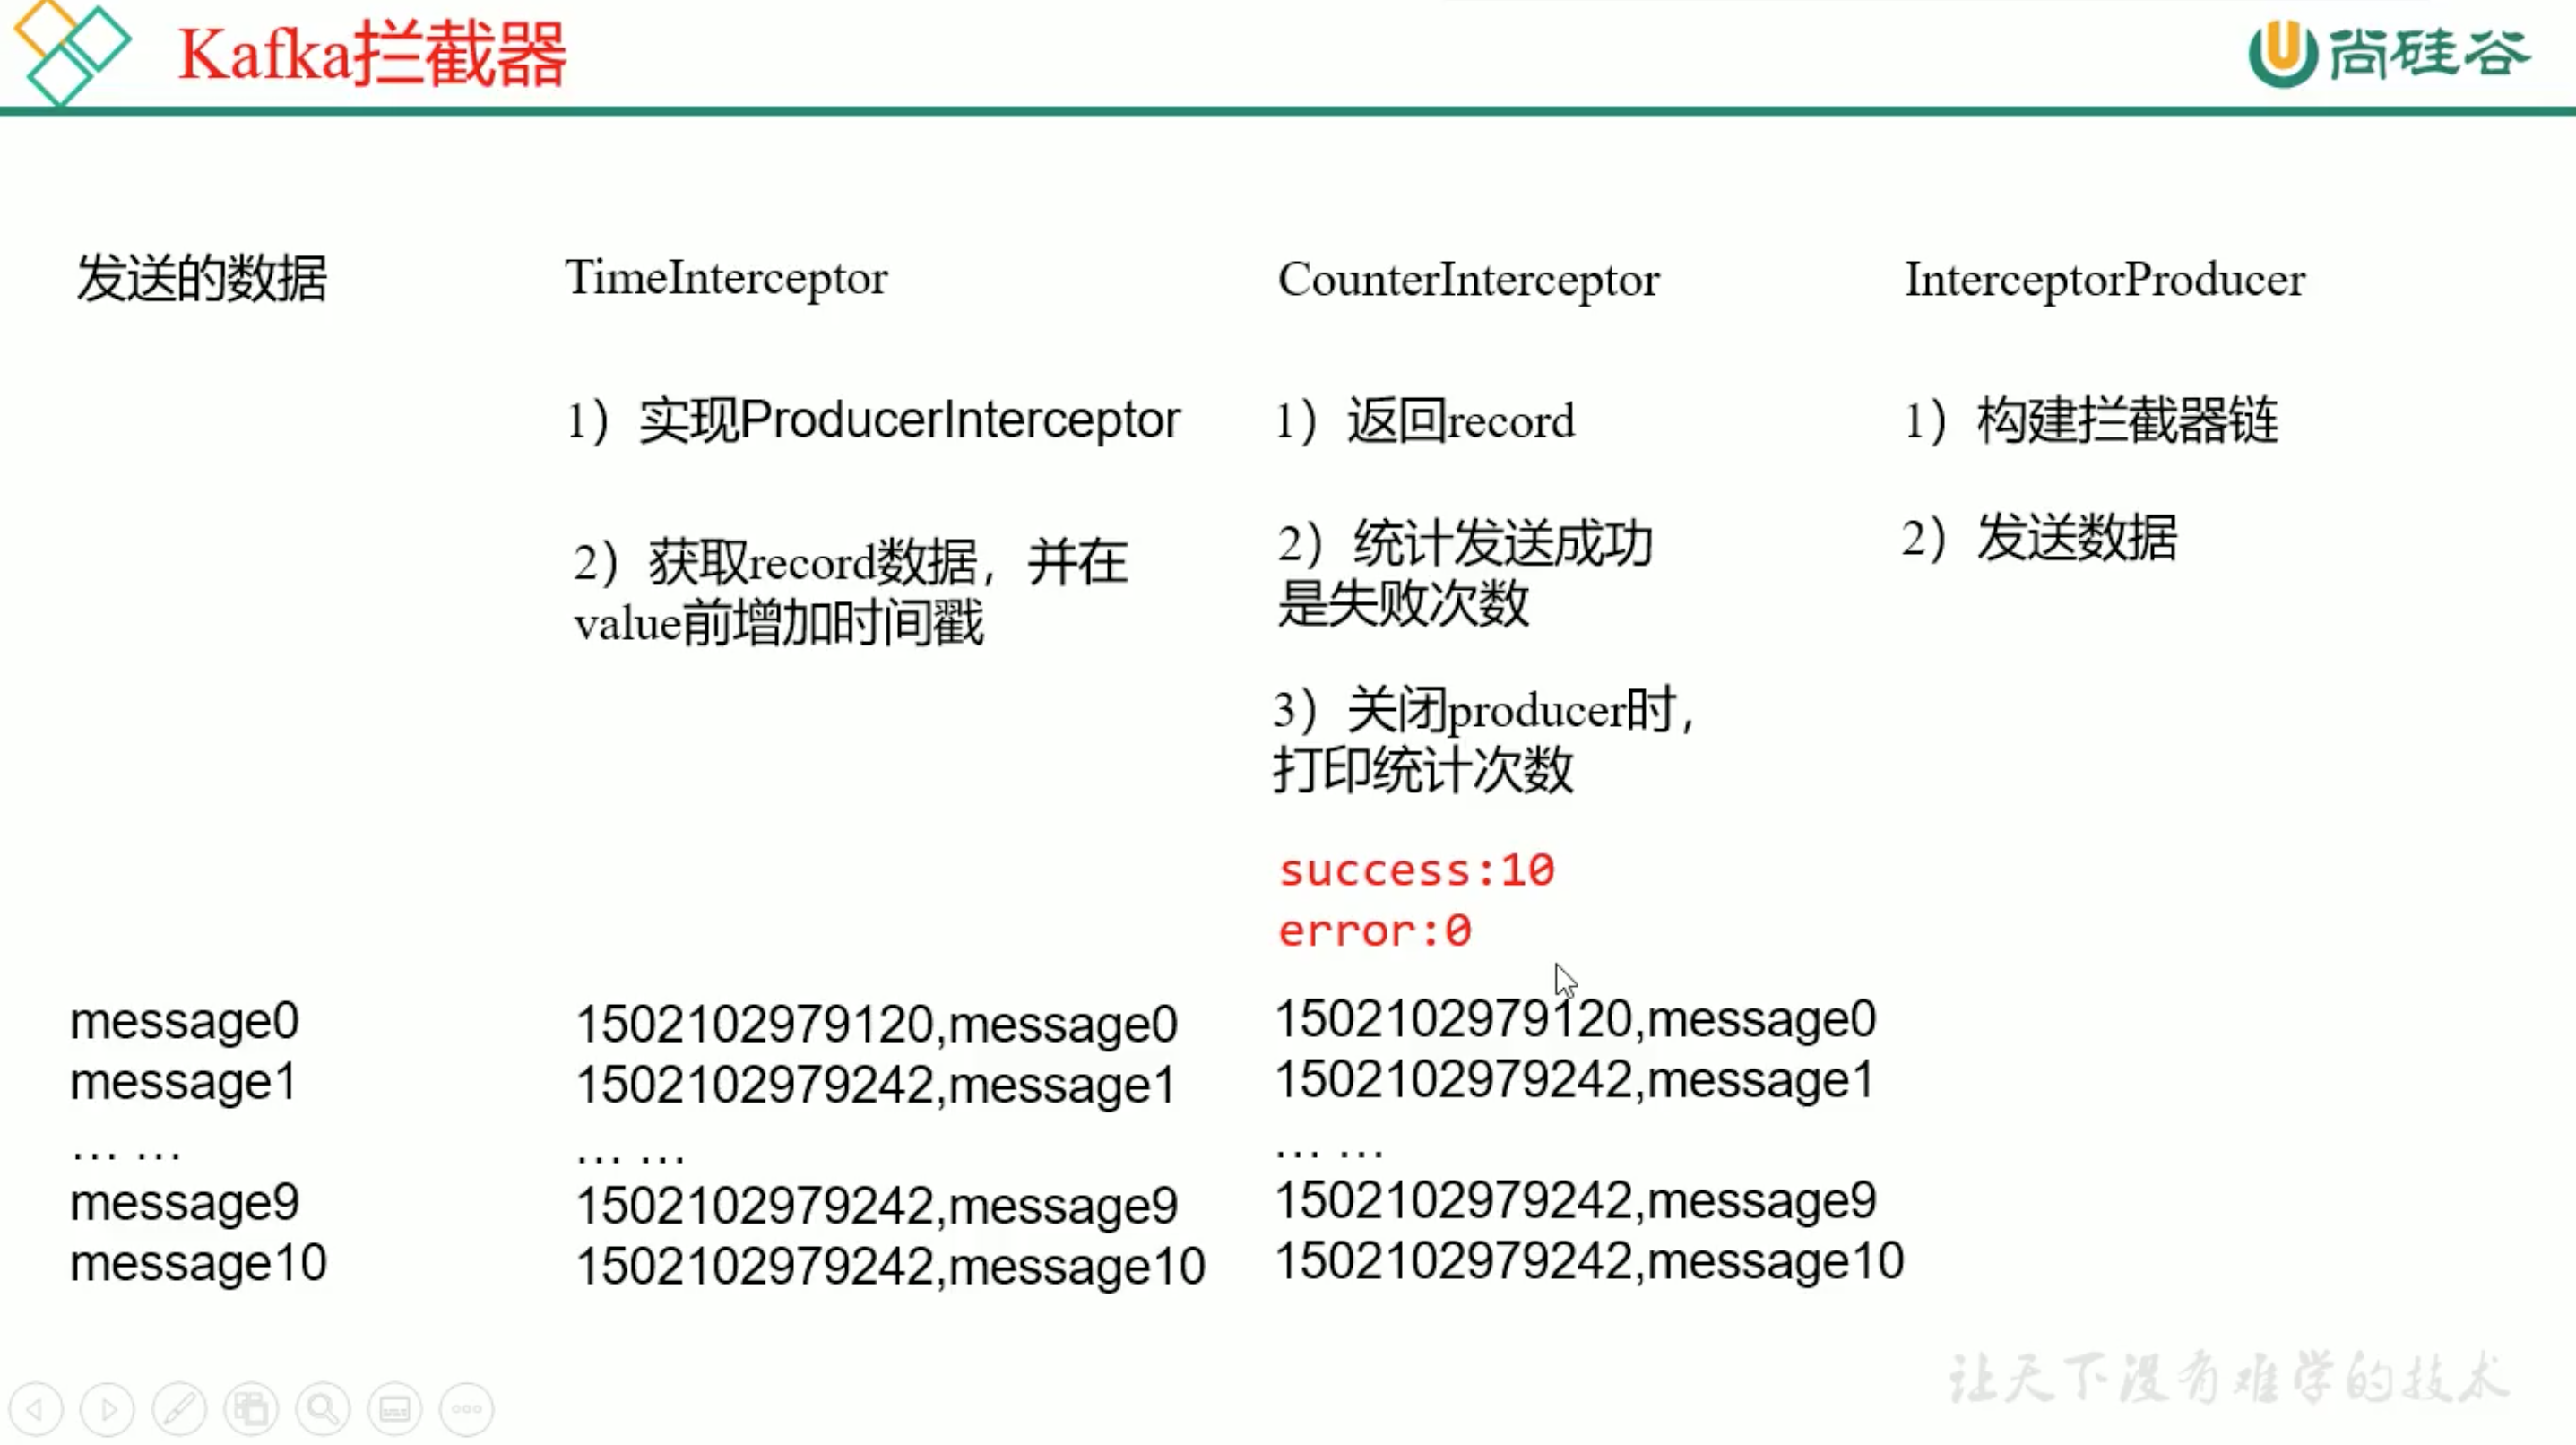 Kafka拦截器
尚硅谷
发送的数据
TimeInterceptor
CounterInterceptor
InterceptorProducer
1）实现ProducerInterceptor
2）获取record数据，并在
value前增加时间戳
1）返回record
2）统计发送成功
是失败次数
3）关闭producer时，
打印统计次数
success:10
error:0
1）构建拦截器链
2）发送数据
message0
message1
… …
message9
message10
1502102979120,message0
1502102979242,message1
… …
1502102979242,message9
1502102979242,message10
1502102979120,message0
1502102979242,message1
… …
1502102979242,message9
1502102979242,message10
让天下没有难学的技术